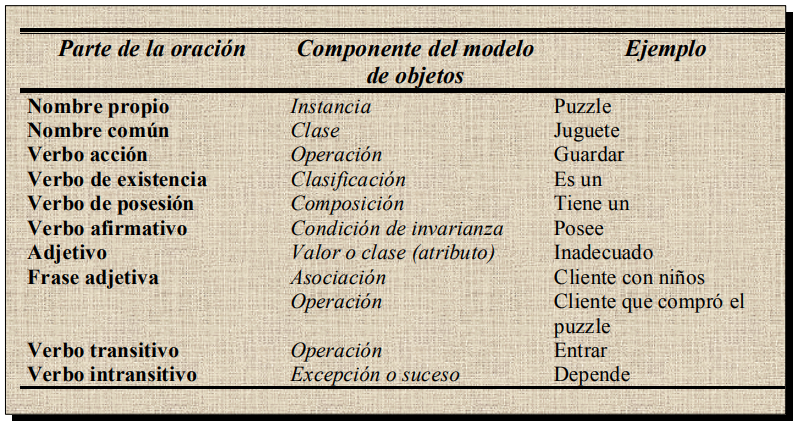 Parte de la oración Componente del modelo Ejemplo
de objetos
Nombre propio Instancia Puzzle
Nombre común Clase Juguete
Verbo acción Operación Guardar
Verbo de existencia Clasificación Es un
Verbo de posesión Composición Tiene un
Verbo afirmativo Condición de invarianza Posee
Adjetivo Valor o clase (atributo) Inadecuado
Frase adjetiva Asociación Cliente con niños
Operación Cliente que compró el
puzzle
Verbo transitivo Operación Entrar
Verbo intransitivo Excepción o suceso Depende